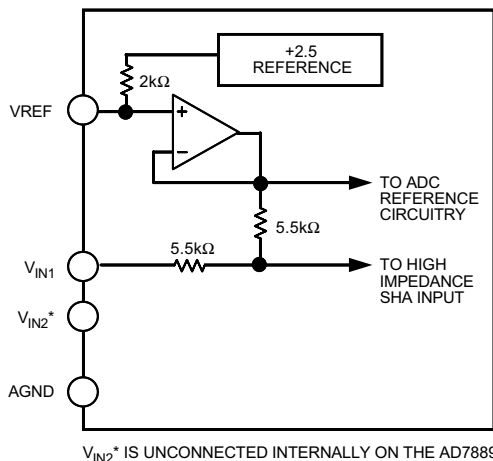 +2.5
REFERENCE
2kΩ
VREF
+
–
TO ADC
REFERENCE
CIRCUITRY
5.5kΩ
5.5kΩ
VIN1
TO HIGH
IMPEDANCE
SHA INPUT
VIN2*
AGND
VIN2* IS UNCONNECTED INTERNALLY ON THE AD7889